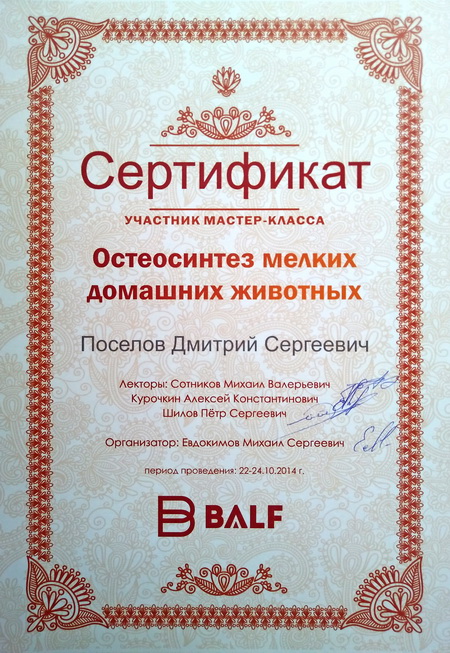 Сертификат
УЧАСТНИК МАСТЕР-КЛАССА
Остеосинтез мелких
домашних животных
Поселов Дмитрий Сергеевич
Лекторы: Сотников Михаил Валерьевич
Курочкин Алексей Константинович
Шилов Пётр Сергеевич
Организатор: Евдокимов Михаил Сергеевич
период проведения: 22-24.10.2014 г.
BALF